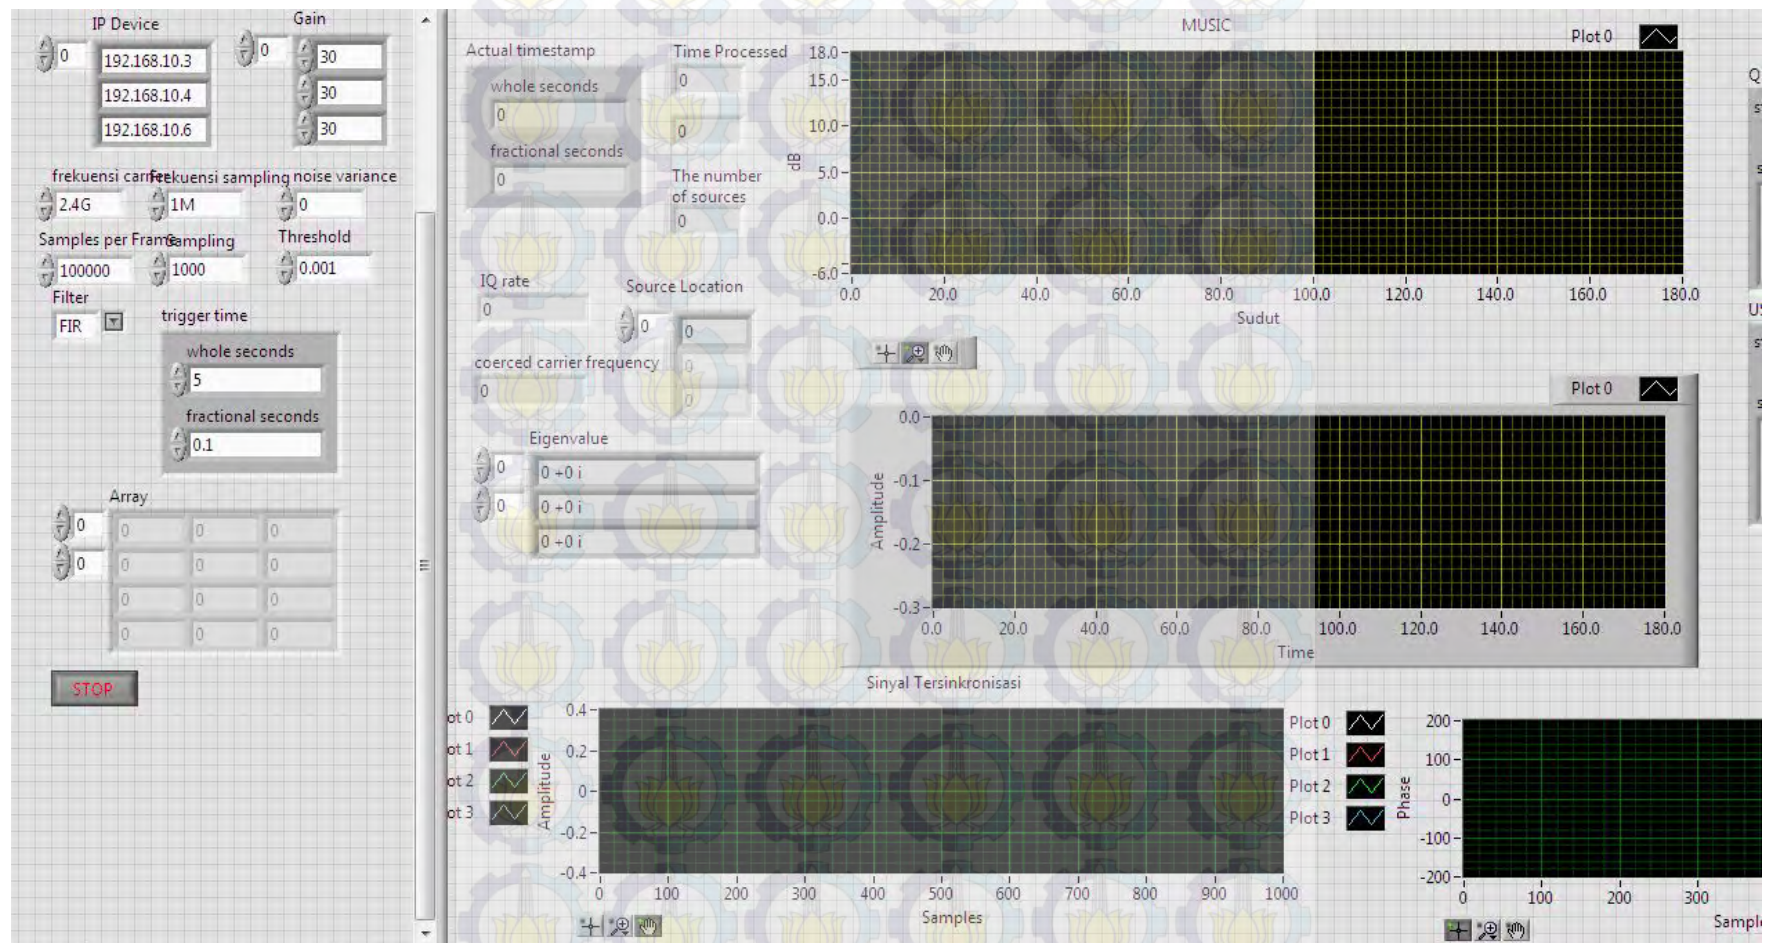 IP Device
0
192.168.10.3
192.168.10.4
192.168.10.6
Gain
0
30
30
30
frekuensi carrier
frekuensi sampling
noise variance
2.4G
1M
0
Samples per Frame
Sampling
Threshold
100000
1000
0.001
Filter
FIR
trigger time
whole seconds
5
fractional seconds
0.1
Array
0
0
0 0 0
0 0 0
0 0 0
0 0 0
STOP
Actual timestamp
whole seconds
0
fractional seconds
0
Time Processed
0
0
The number
of sources
0
IQ rate
0
Source Location
0
0
0
0
coerced carrier frequency
0
Eigenvalue
0
0
0 +0 i
0 +0 i
0 +0 i
MUSIC
Plot 0
18.0
15.0
10.0
5.0
0.0
-6.0
dB
0.0 20.0 40.0 60.0 80.0 100.0 120.0 140.0 160.0 180.0
Sudut
Plot 0
0.0
-0.1
-0.2
-0.3
Amplitude
0.0 20.0 40.0 60.0 80.0 100.0 120.0 140.0 160.0 180.0
Time
Sinyal Tersinkronisasi
ot 0
ot 1
ot 2
ot 3
Amplitude
0.4
0.2
0
-0.2
-0.4
0 100 200 300 400 500 600 700 800 900 1000
Samples
Plot 0
Plot 1
Plot 2
Plot 3
Phase
200
100
0
-100
-200
0 100 200 300
Sampl
Q
s
s
U
s
s